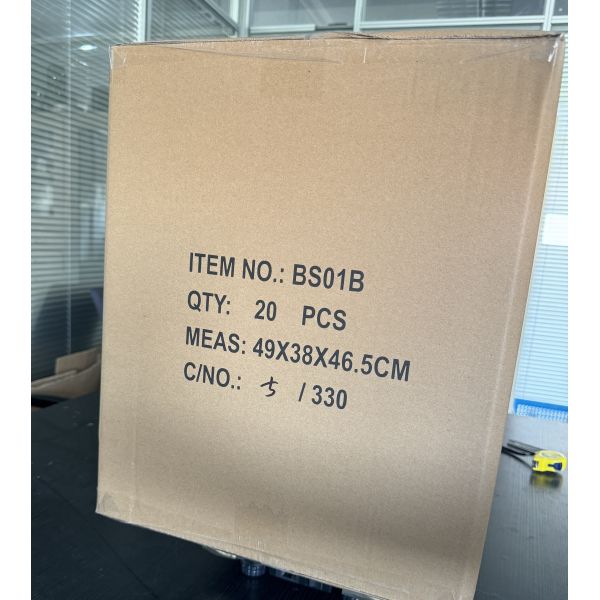 ITEM NO.: BS01B
QTY: 20 PCS
MEAS: 49X38X46.5CM
C/NO.: 5 / 330